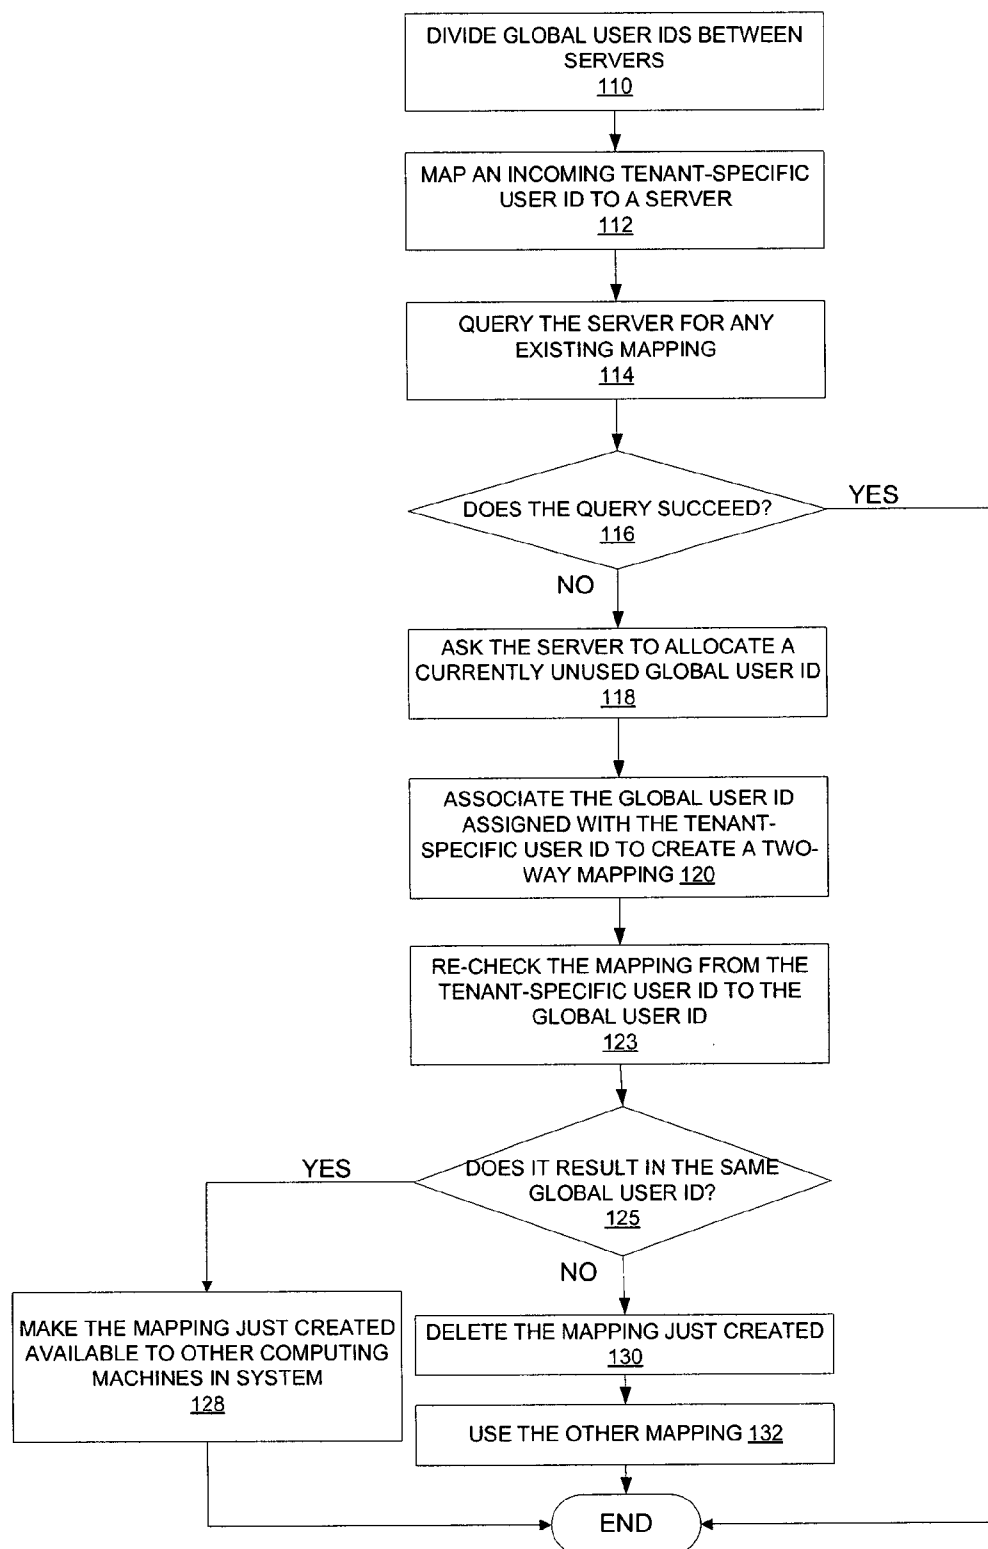 DIVIDE GLOBAL USER IDS BETWEEN
SERVERS
110
MAP AN INCOMING TENANT-SPECIFIC
USER ID TO A SERVER
112
QUERY THE SERVER FOR ANY
EXISTING MAPPING
114
DOES THE QUERY SUCCEED?
116
YES
NO
ASK THE SERVER TO ALLOCATE A
CURRENTLY UNUSED GLOBAL USER ID
118
ASSOCIATE THE GLOBAL USER ID
ASSIGNED WITH THE TENANT-
SPECIFIC USER ID TO CREATE A TWO-
WAY MAPPING 120
RE-CHECK THE MAPPING FROM THE
TENANT-SPECIFIC USER ID TO THE
GLOBAL USER ID
123
DOES IT RESULT IN THE SAME
GLOBAL USER ID?
125
YES
NO
MAKE THE MAPPING JUST CREATED
AVAILABLE TO OTHER COMPUTING
MACHINES IN SYSTEM
128
DELETE THE MAPPING JUST CREATED
130
USE THE OTHER MAPPING 132
END